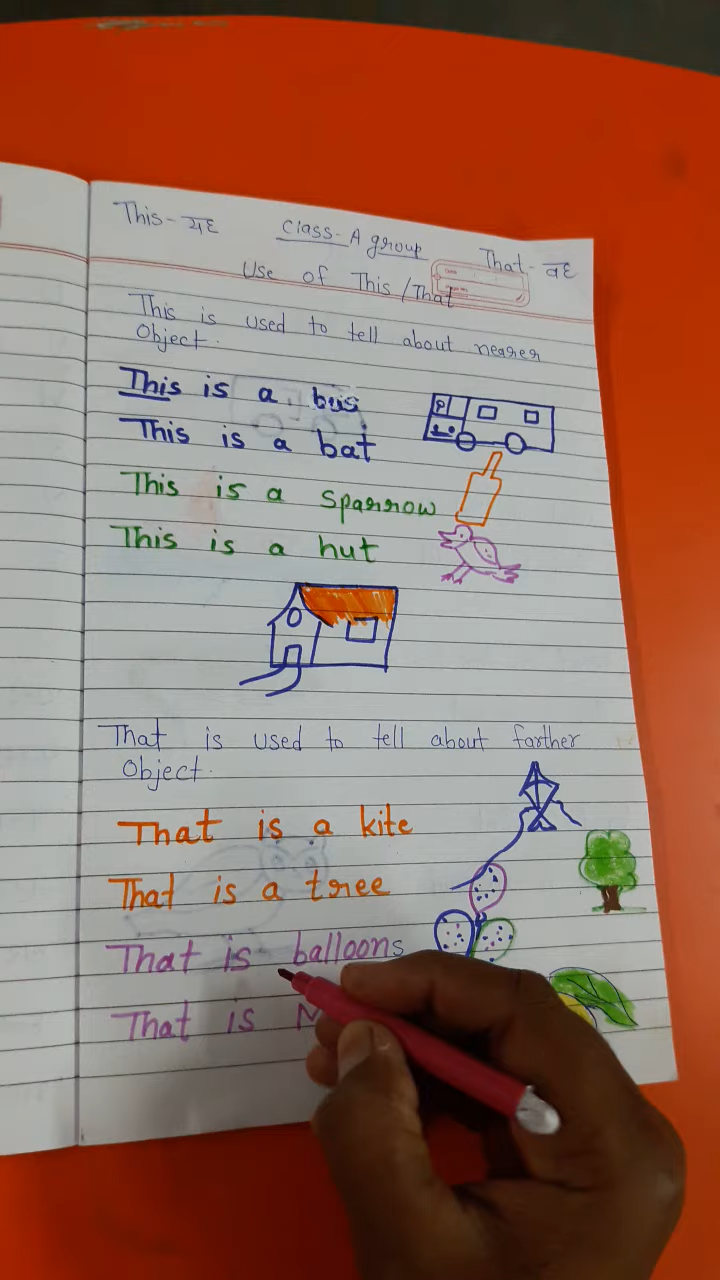 This - यह Class- A group That - वह
Use of This / That
This is used to tell about nearer
Object.
This is a bus
This is a bat
This is a sparrow
This is a hut
That is used to tell about farther
Object.
That is a kite
That is a tree
That is balloons
That is